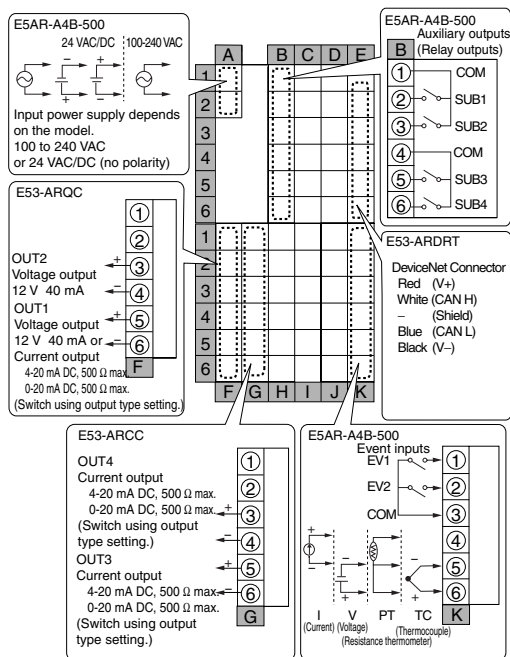 E5AR-A4B-500
24 VAC/DC 100-240 VAC
Input power supply depends
on the model.
100 to 240 VAC
or 24 VAC/DC (no polarity)
A B C D E
1
2
3
4
5
6
1
2
3
4
5
6
F G H I J K
E5AR-A4B-500
Auxiliary outputs
(Relay outputs)
B
1 COM
2 SUB1
3 SUB2
4 COM
5 SUB3
6 SUB4
E53-ARDRT
DeviceNet Connector
Red (V+)
White (CAN H)
– (Shield)
Blue (CAN L)
Black (V–)
E53-ARQC
1
2
OUT2 + 3
Voltage output
12 V 40 mA – 4
OUT1
Voltage output + 5
12 V 40 mA or – 6
Current output
4-20 mA DC, 500 Ω max.
0-20 mA DC, 500 Ω max.
(Switch using output type setting.)
F
E53-ARCC
OUT4 1
Current output
4-20 mA DC, 500 Ω max. 2
0-20 mA DC, 500 Ω max. + 3
(Switch using output
type setting.) – 4
OUT3 + 5
Current output
4-20 mA DC, 500 Ω max. – 6
0-20 mA DC, 500 Ω max.
(Switch using output
type setting.)
G
E5AR-A4B-500
Event inputs
EV1 1
EV2 2
COM 3
4
5
6
+ – + – – +
I V PT TC K
(Current) (Voltage) (Thermocouple)
(Resistance thermometer)